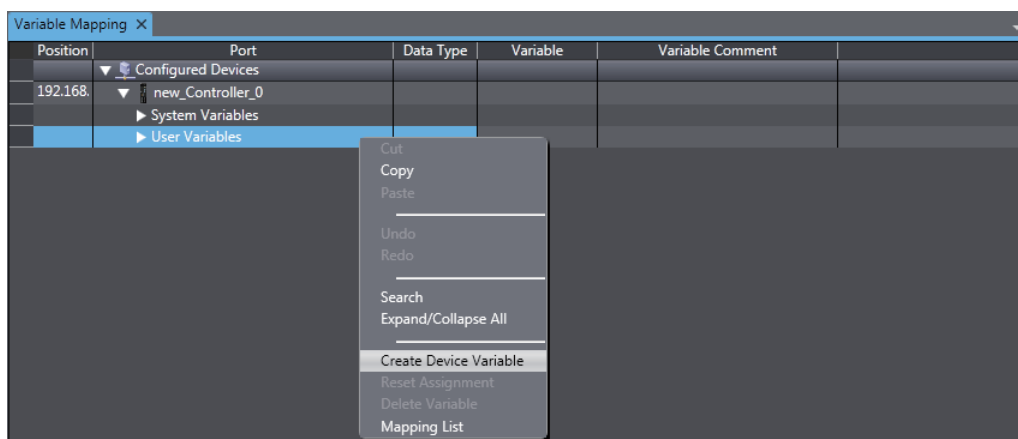 Variable Mapping X
Position Port Data Type Variable Variable Comment
▼ Configured Devices
192.168. ▼ new_Controller_0
▶ System Variables
▶ User Variables
Cut
Copy
Paste
Undo
Redo
Search
Expand/Collapse All
Create Device Variable
Reset Assignment
Delete Variable
Mapping List